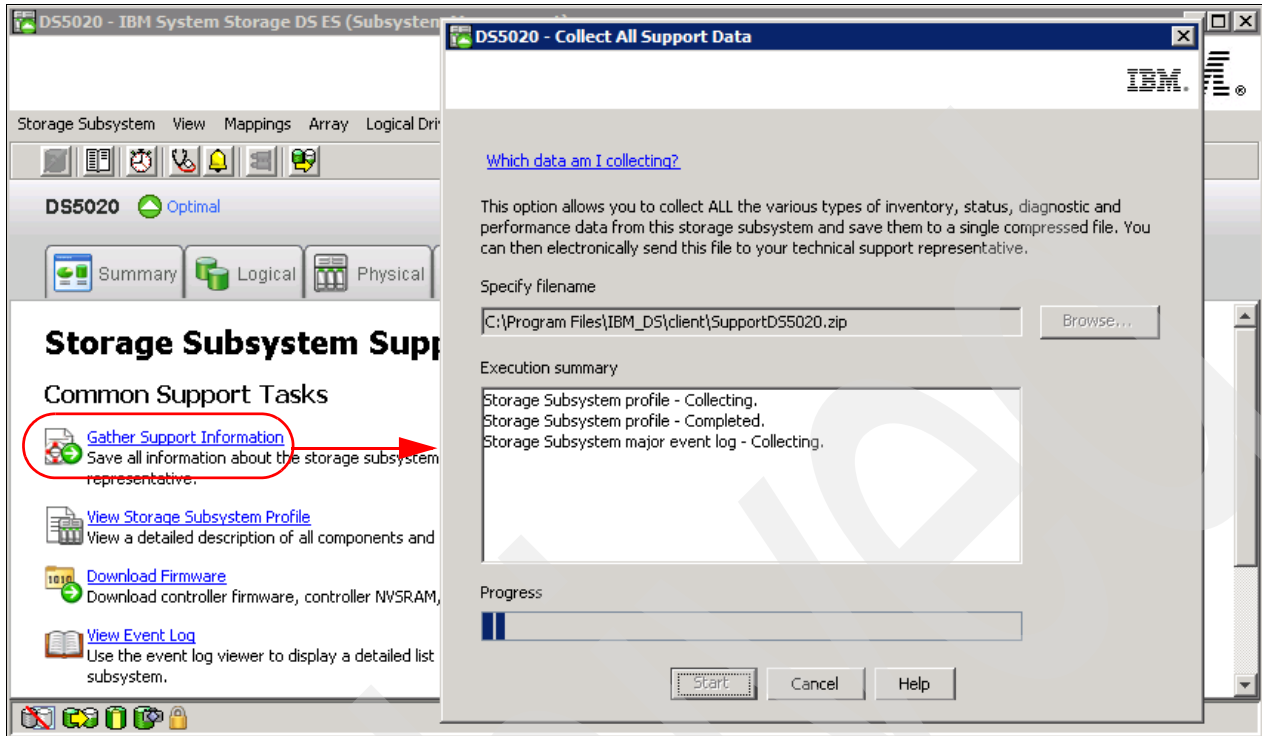 DS5020 - IBM System Storage DS ES (Subsystem
DS5020 - Collect All Support Data
IBM.
Storage Subsystem View Mappings Array Logical Dri
Which data am I collecting?
DS5020 Optimal
This option allows you to collect ALL the various types of inventory, status, diagnostic and
performance data from this storage subsystem and save them to a single compressed file. You
can then electronically send this file to your technical support representative.
Summary Logical Physical
Specify filename
C:\Program Files\IBM_DS\client\SupportDS5020.zip
Browse...
Storage Subsystem Supp
Execution summary
Storage Subsystem profile - Collecting.
Storage Subsystem profile - Completed.
Storage Subsystem major event log - Collecting.
Common Support Tasks
Gather Support Information
Save all information about the storage subsystem
representative.
View Storage Subsystem Profile
View a detailed description of all components and
Download Firmware
Download controller firmware, controller NVSRAM,
View Event Log
Use the event log viewer to display a detailed list
subsystem.
Progress
Start Cancel Help